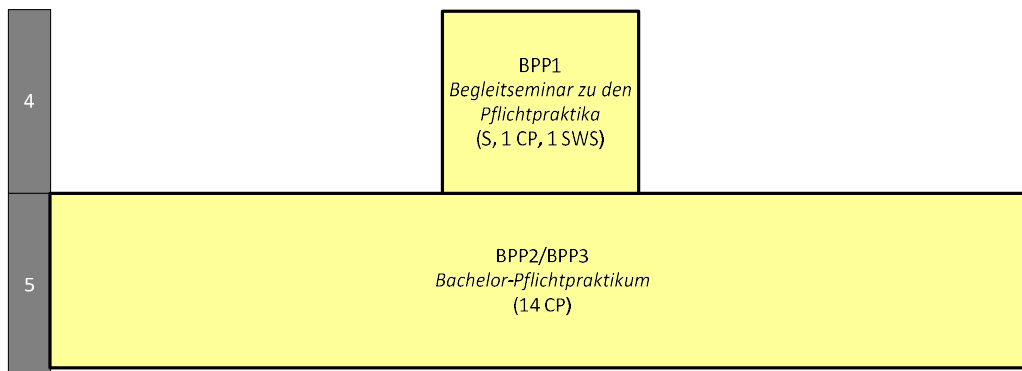 4
BPP1
Begleitseminar zu den
Pflichtpraktika
(S, 1 CP, 1 SWS)
5
BPP2/BPP3
Bachelor-Pflichtpraktikum
(14 CP)